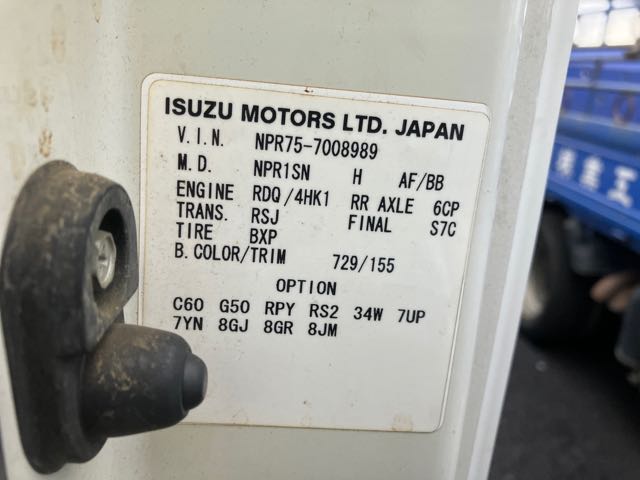 ISUZU MOTORS LTD. JAPAN
V.I.N. NPR75-7008989
M.D. NPR1SN H AF/BB
ENGINE RDQ/4HK1 RR AXLE 6CP
TRANS. RSJ FINAL S7C
TIRE BXP
B.COLOR/TRIM 729/155
OPTION
C60 G50 RPY RS2 34W 7UP
7YN 8GJ 8GR 8JM
工